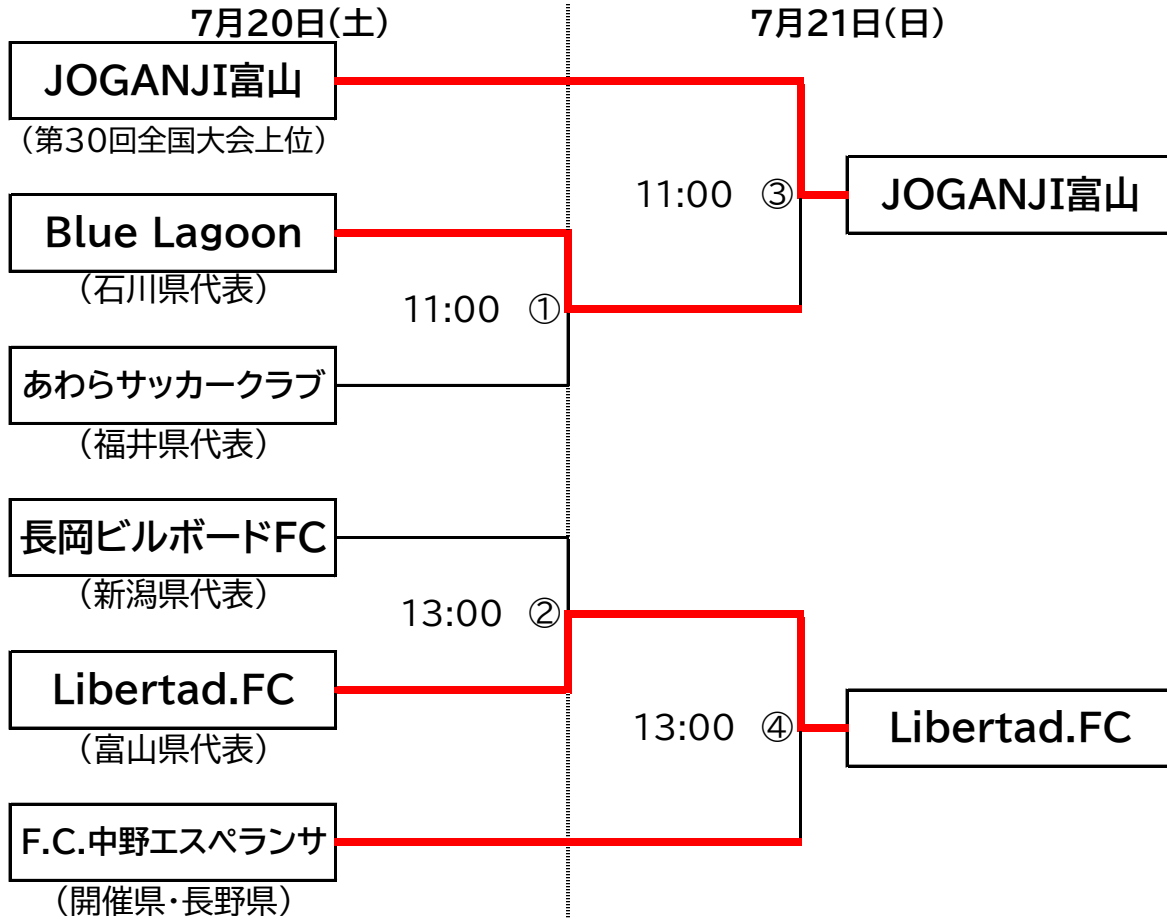 7月20日(土)
7月21日(日)
JOGANJI富山
(第30回全国大会上位)
11:00 ③
JOGANJI富山
Blue Lagoon
(石川県代表)
11:00 ①
あわらサッカークラブ
(福井県代表)
長岡ビルボードFC
(新潟県代表)
13:00 ②
Libertad.FC
(富山県代表)
13:00 ④
Libertad.FC
F.C.中野エスペランサ
(開催県・長野県)